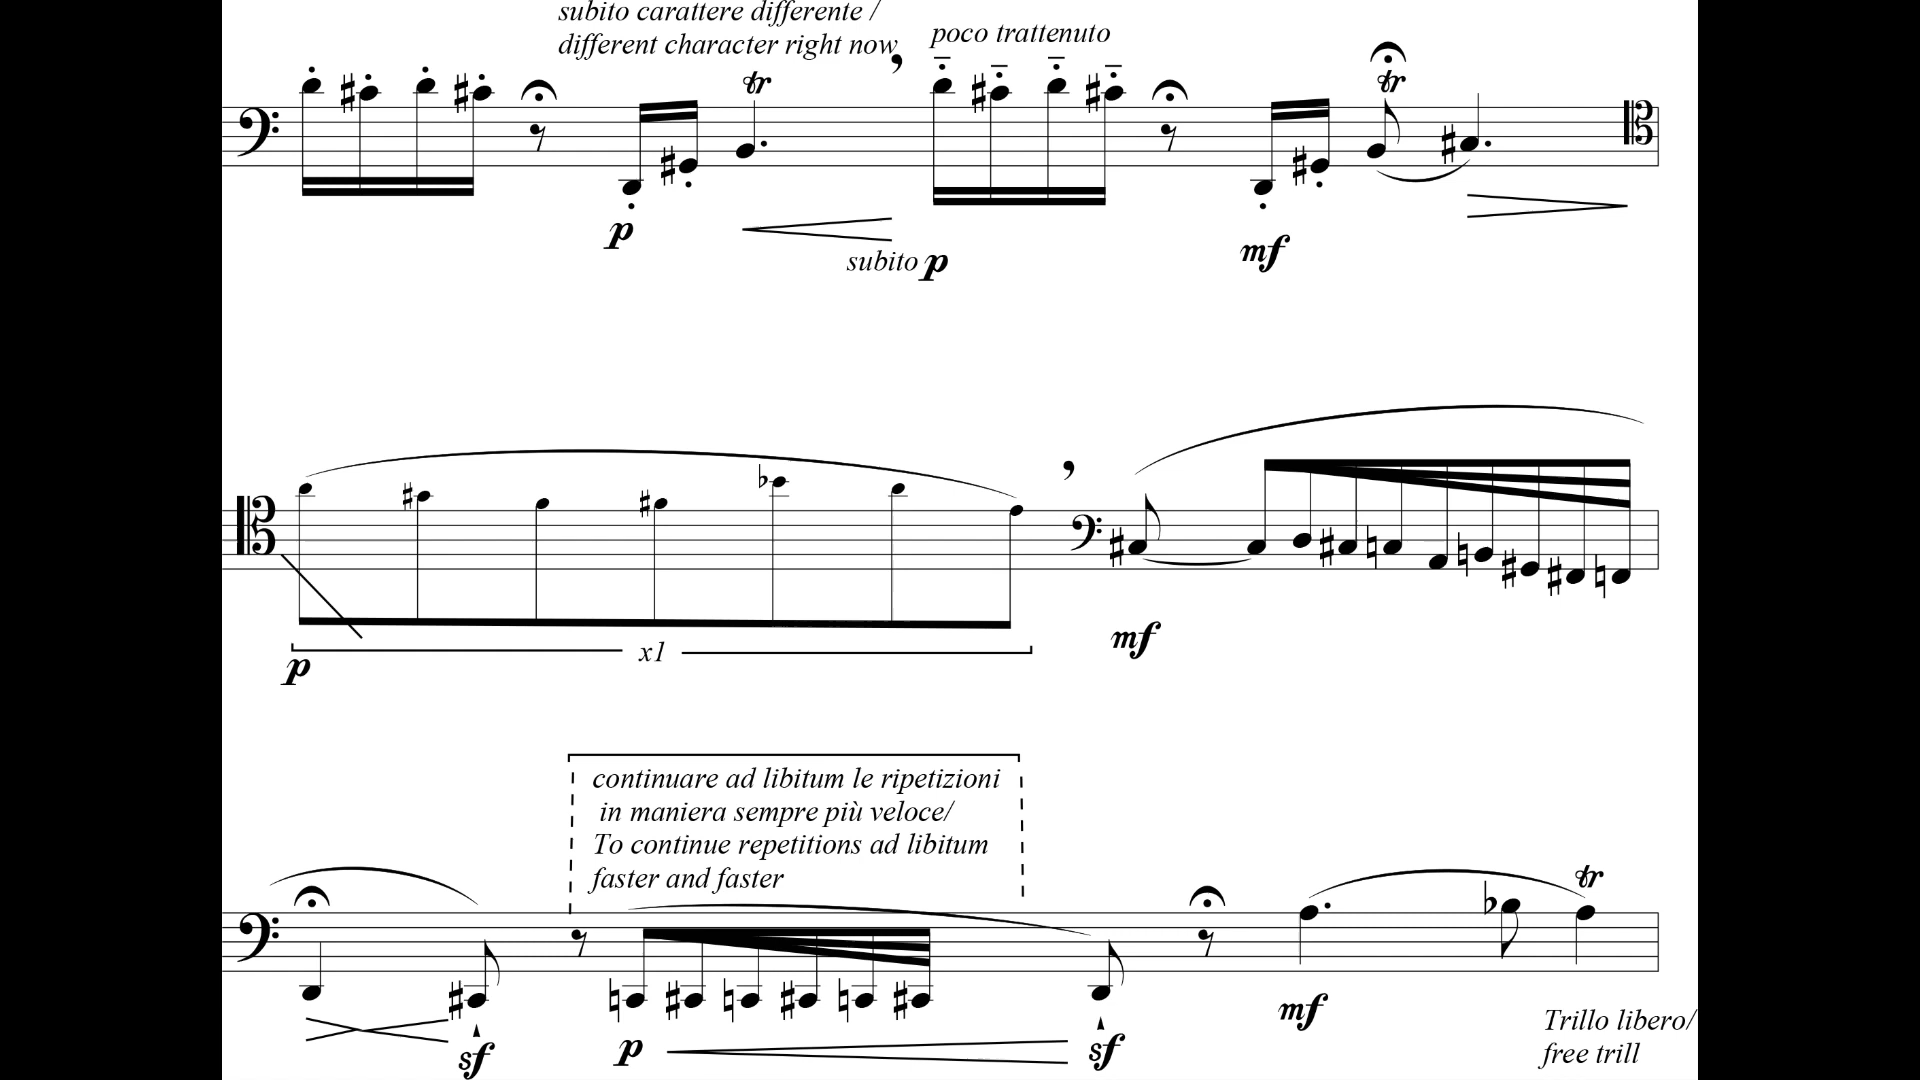 subito carattere differente /
different character right now
poco trattenuto
tr
tr
p
subito p
mf
p
x1
mf
continuare ad libitum le ripetizioni
in maniera sempre più veloce/
To continue repetitions ad libitum
faster and faster
tr
sf
p
sf
mf
Trillo libero/
free trill